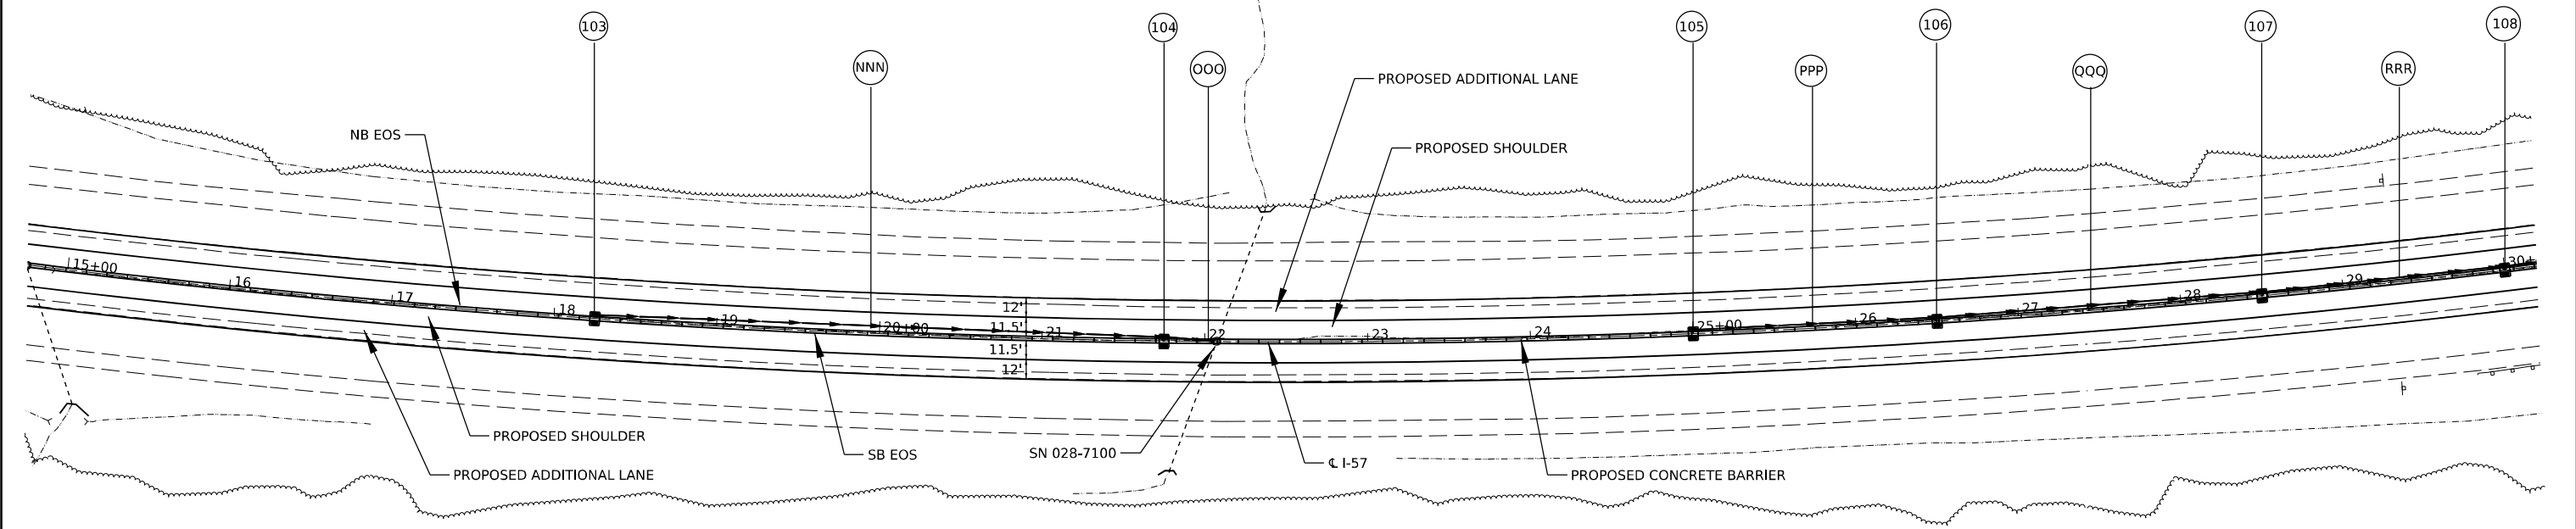 103
104
105
106
107
108
NNN
OOO
PPP
QQQ
RRR
PROPOSED ADDITIONAL LANE
NB EOS
PROPOSED SHOULDER
15+00
16
17
18
19
20+00
21
22
23
24
25+00
26
27
28
29
30+
12'
11.5'
11.5'
12'
PROPOSED SHOULDER
SB EOS
SN 028-7100
℄ I-57
PROPOSED ADDITIONAL LANE
PROPOSED CONCRETE BARRIER